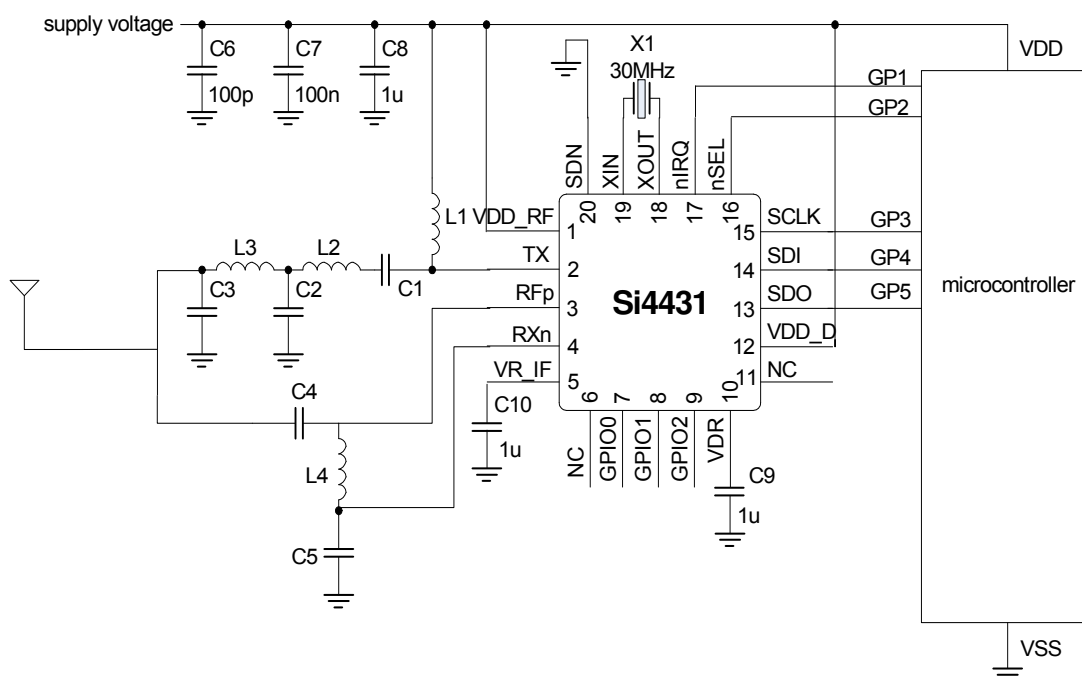 supply voltage
C6
100p
C7
100n
C8
1u
X1
30MHz
VDD
GP1
GP2
SDN
XIN
XOUT
nIRQ
nSEL
20
19
18
17
16
L1
VDD_RF
1
TX
2
RFp
3
RXn
4
VR_IF
5
Si4431
15
SCLK
GP3
14
SDI
GP4
13
SDO
GP5
12
VDD_D
11
NC
microcontroller
L3
L2
C3
C2
C1
C4
L4
C5
C10
1u
6
7
8
9
10
NC
GPIO0
GPIO1
GPIO2
VDR
C9
1u
VSS